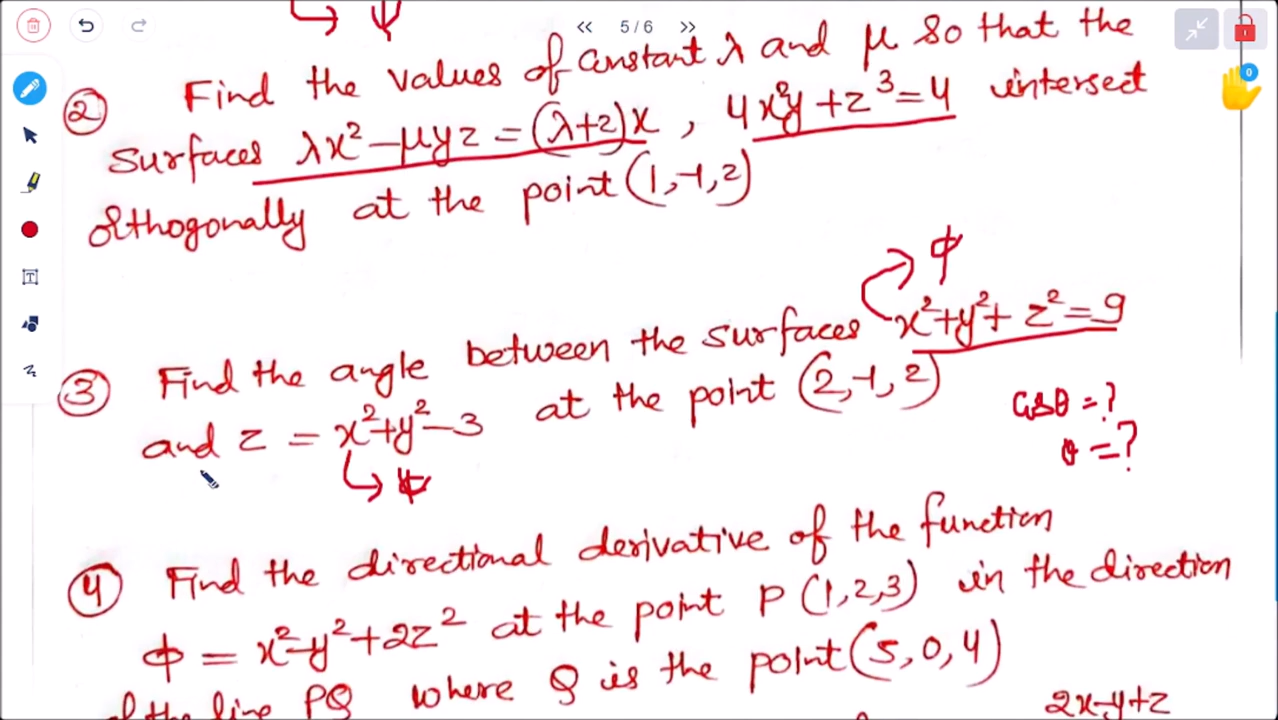 → ψ
<< 5 / 6 >>
② Find the values of constant λ and μ so that the
surfaces λx² - μyz = (λ+2)x , 4x²y + z³ = 4 intersect
orthogonally at the point (1,-1,2)
→ φ
③ Find the angle between the surfaces x²+y²+z² = 9
and z = x²+y²-3 at the point (2,-1,2)
→ ψ
cosθ = ?
θ = ?
④ Find the directional derivative of the function
φ = x²-y²+2z² at the point P (1,2,3) in the direction
of the line PQ where Q is the point (5,0,4)
2x-y+z
T
0